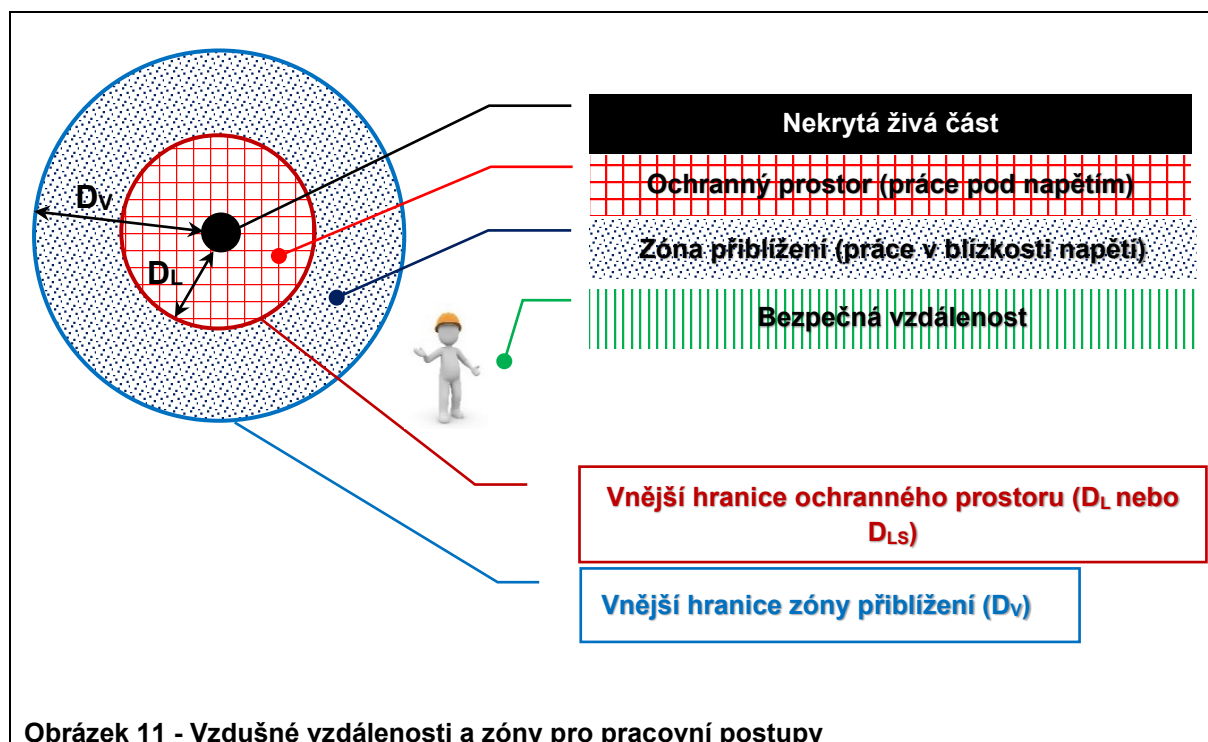 Nekrytá živá část
Ochranný prostor (práce pod napětím)
Zóna přiblížení (práce v blízkosti napětí)
Bezpečná vzdálenost
DV
DL
Vnější hranice ochranného prostoru (DL nebo
DLS)
Vnější hranice zóny přiblížení (DV)
Obrázek 11 - Vzdušné vzdálenosti a zóny pro pracovní postupy